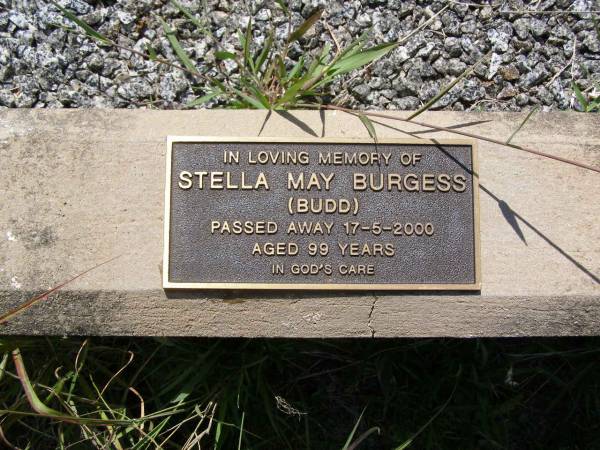 IN LOVING MEMORY OF
STELLA MAY BURGESS
(BUDD)
PASSED AWAY 17-5-2000
AGED 99 YEARS
IN GOD'S CARE